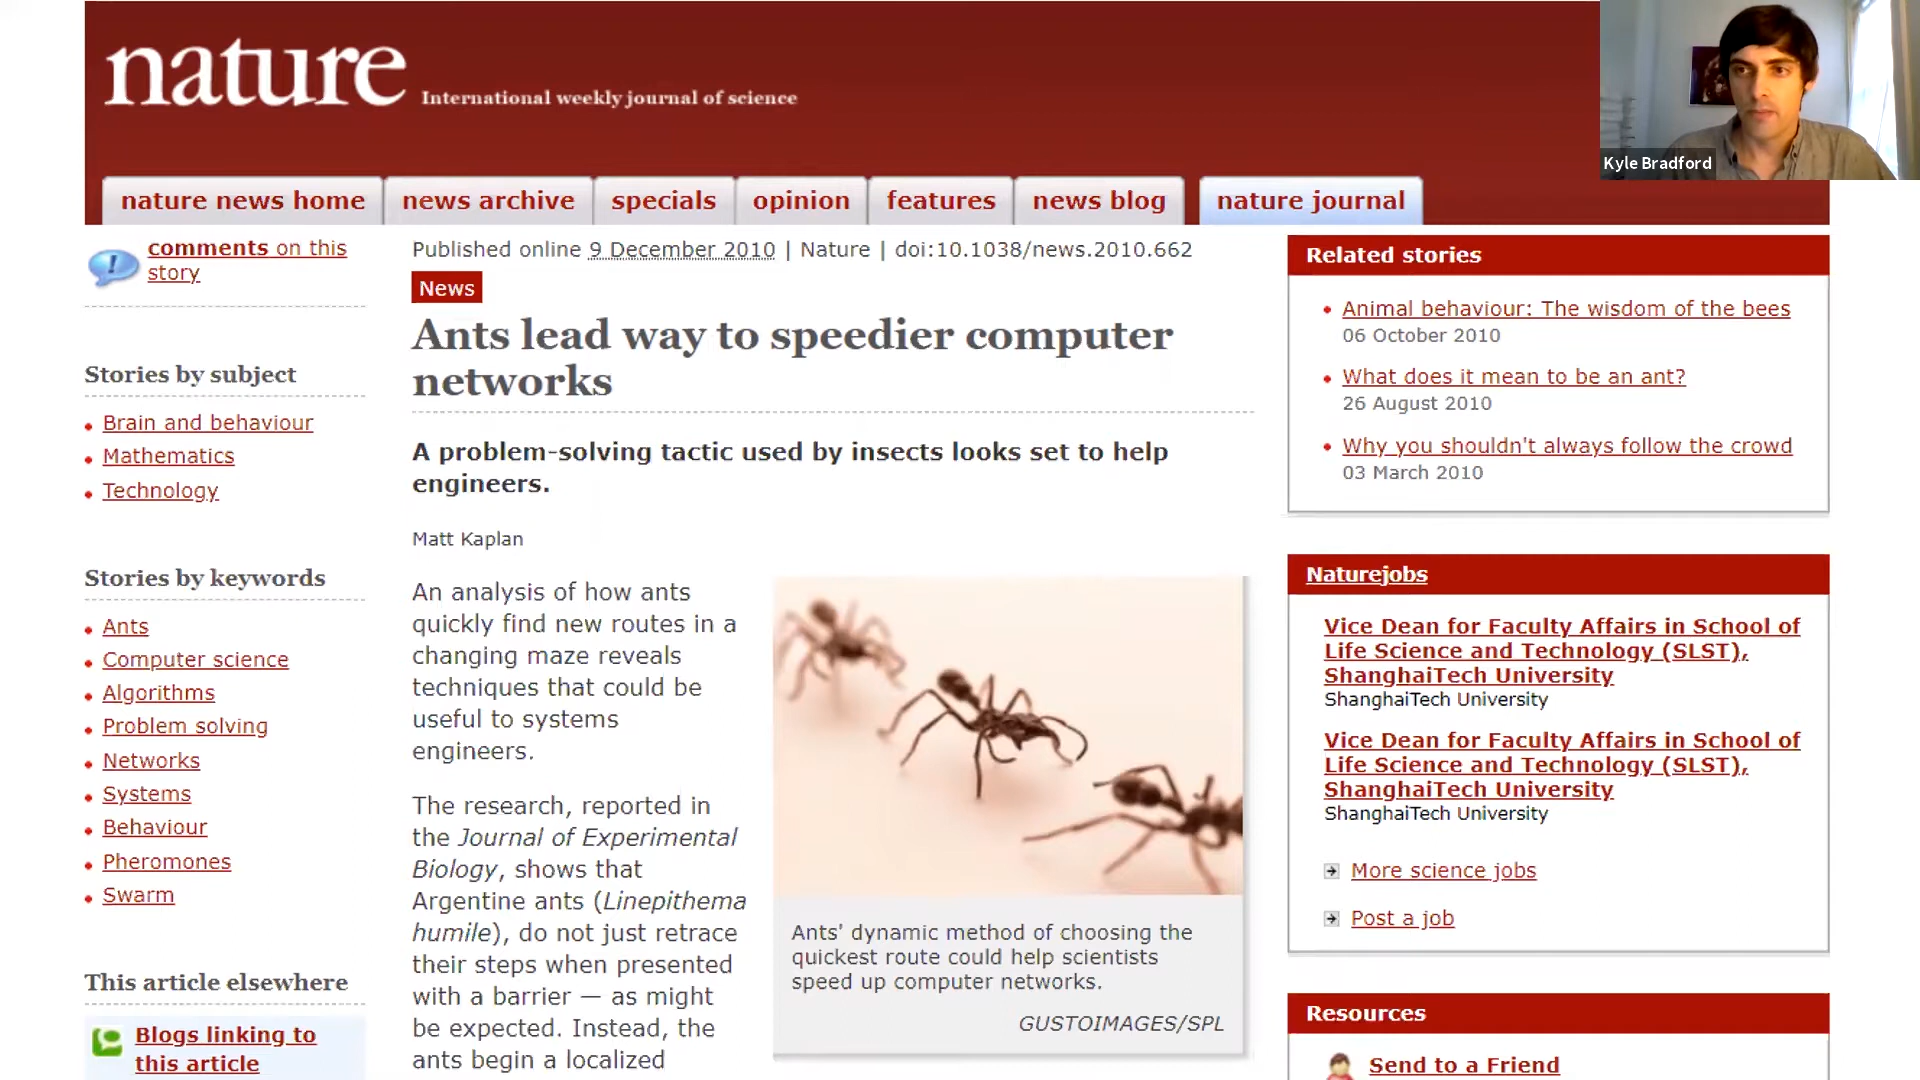 nature International weekly journal of science
Kyle Bradford
nature news home
news archive
specials
opinion
features
news blog
nature journal
comments on this
story
Stories by subject
Brain and behaviour
Mathematics
Technology
Stories by keywords
Ants
Computer science
Algorithms
Problem solving
Networks
Systems
Behaviour
Pheromones
Swarm
This article elsewhere
Blogs linking to
this article
Published online 9 December 2010 | Nature | doi:10.1038/news.2010.662
News
Ants lead way to speedier computer
networks
A problem-solving tactic used by insects looks set to help
engineers.
Matt Kaplan
An analysis of how ants
quickly find new routes in a
changing maze reveals
techniques that could be
useful to systems
engineers.
The research, reported in
the Journal of Experimental
Biology, shows that
Argentine ants (Linepithema
humile), do not just retrace
their steps when presented
with a barrier — as might
be expected. Instead, the
ants begin a localized
Ants' dynamic method of choosing the
quickest route could help scientists
speed up computer networks.
GUSTOIMAGES/SPL
Related stories
Animal behaviour: The wisdom of the bees
06 October 2010
What does it mean to be an ant?
26 August 2010
Why you shouldn't always follow the crowd
03 March 2010
Naturejobs
Vice Dean for Faculty Affairs in School of
Life Science and Technology (SLST),
ShanghaiTech University
ShanghaiTech University
Vice Dean for Faculty Affairs in School of
Life Science and Technology (SLST),
ShanghaiTech University
ShanghaiTech University
More science jobs
Post a job
Resources
Send to a Friend